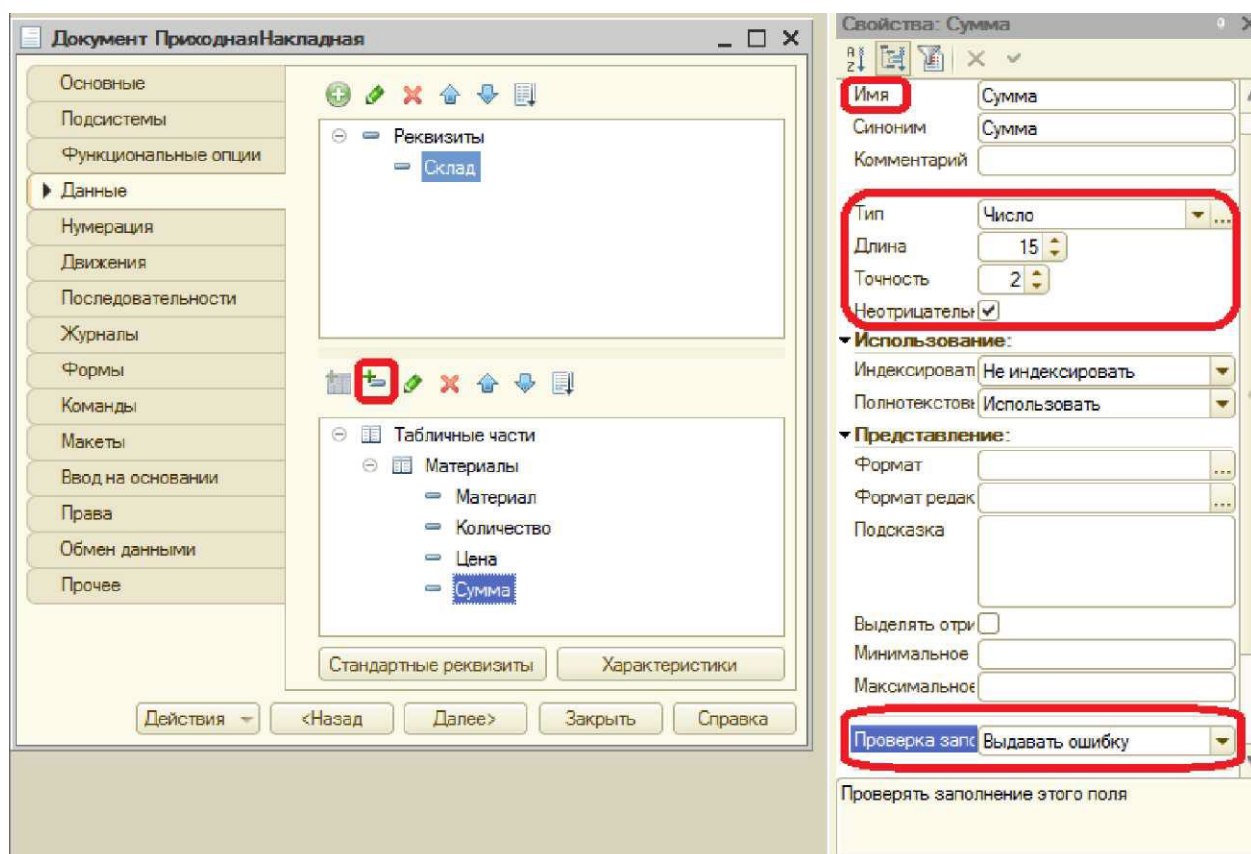 Документ ПриходнаяНакладная
Основные
Подсистемы
Функциональные опции
Данные
Нумерация
Движения
Последовательности
Журналы
Формы
Команды
Макеты
Ввод на основании
Права
Обмен данными
Прочее
Реквизиты
Склад
Табличные части
Материалы
Материал
Количество
Цена
Сумма
Стандартные реквизиты Характеристики
Действия <Назад Далее> Закрыть Справка
Свойства: Сумма
Имя Сумма
Синоним Сумма
Комментарий
Тип Число ...
Длина 15
Точность 2
Неотрицательн
Использование:
Индексироват Не индексировать
Полнотекстовы Использовать
Представление:
Формат ...
Формат редак ...
Подсказка
Выделять отри
Минимальное
Максимальное
Проверка запо Выдавать ошибку
Проверять заполнение этого поля